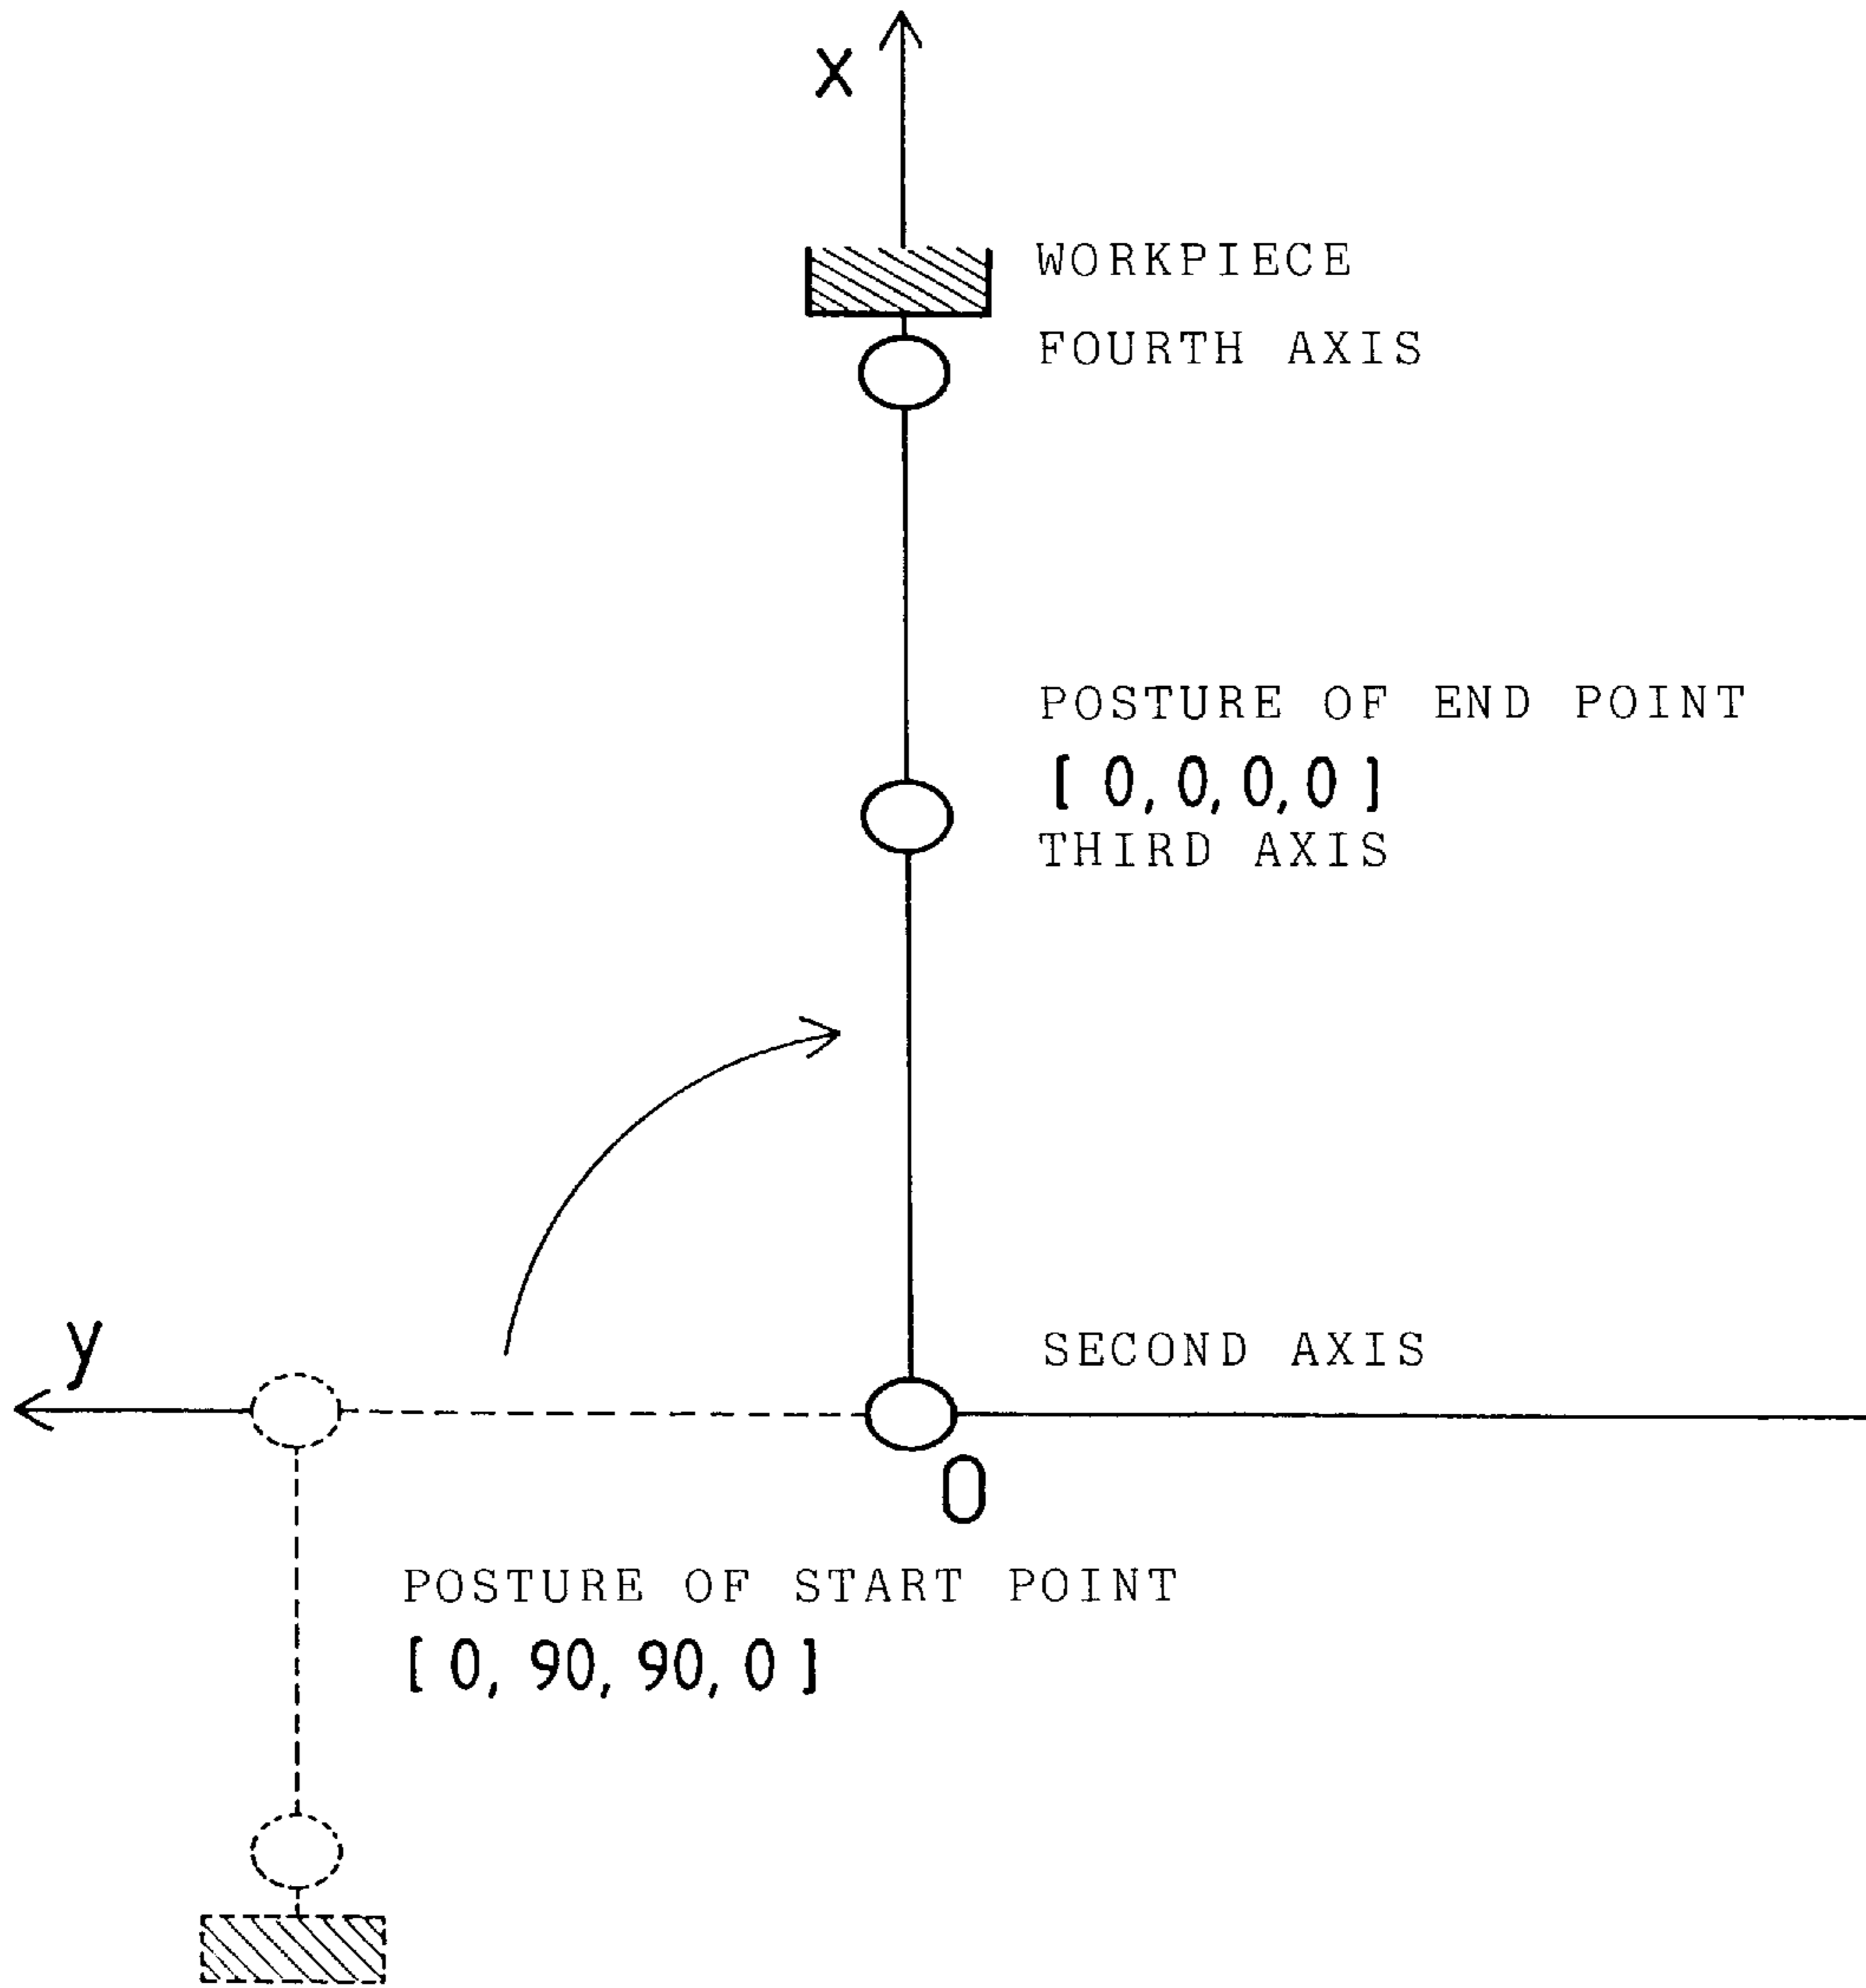 x
WORKPIECE
FOURTH AXIS
POSTURE OF END POINT
[ 0, 0, 0, 0 ]
THIRD AXIS
y
SECOND AXIS
O
POSTURE OF START POINT
[ 0, 90, 90, 0 ]